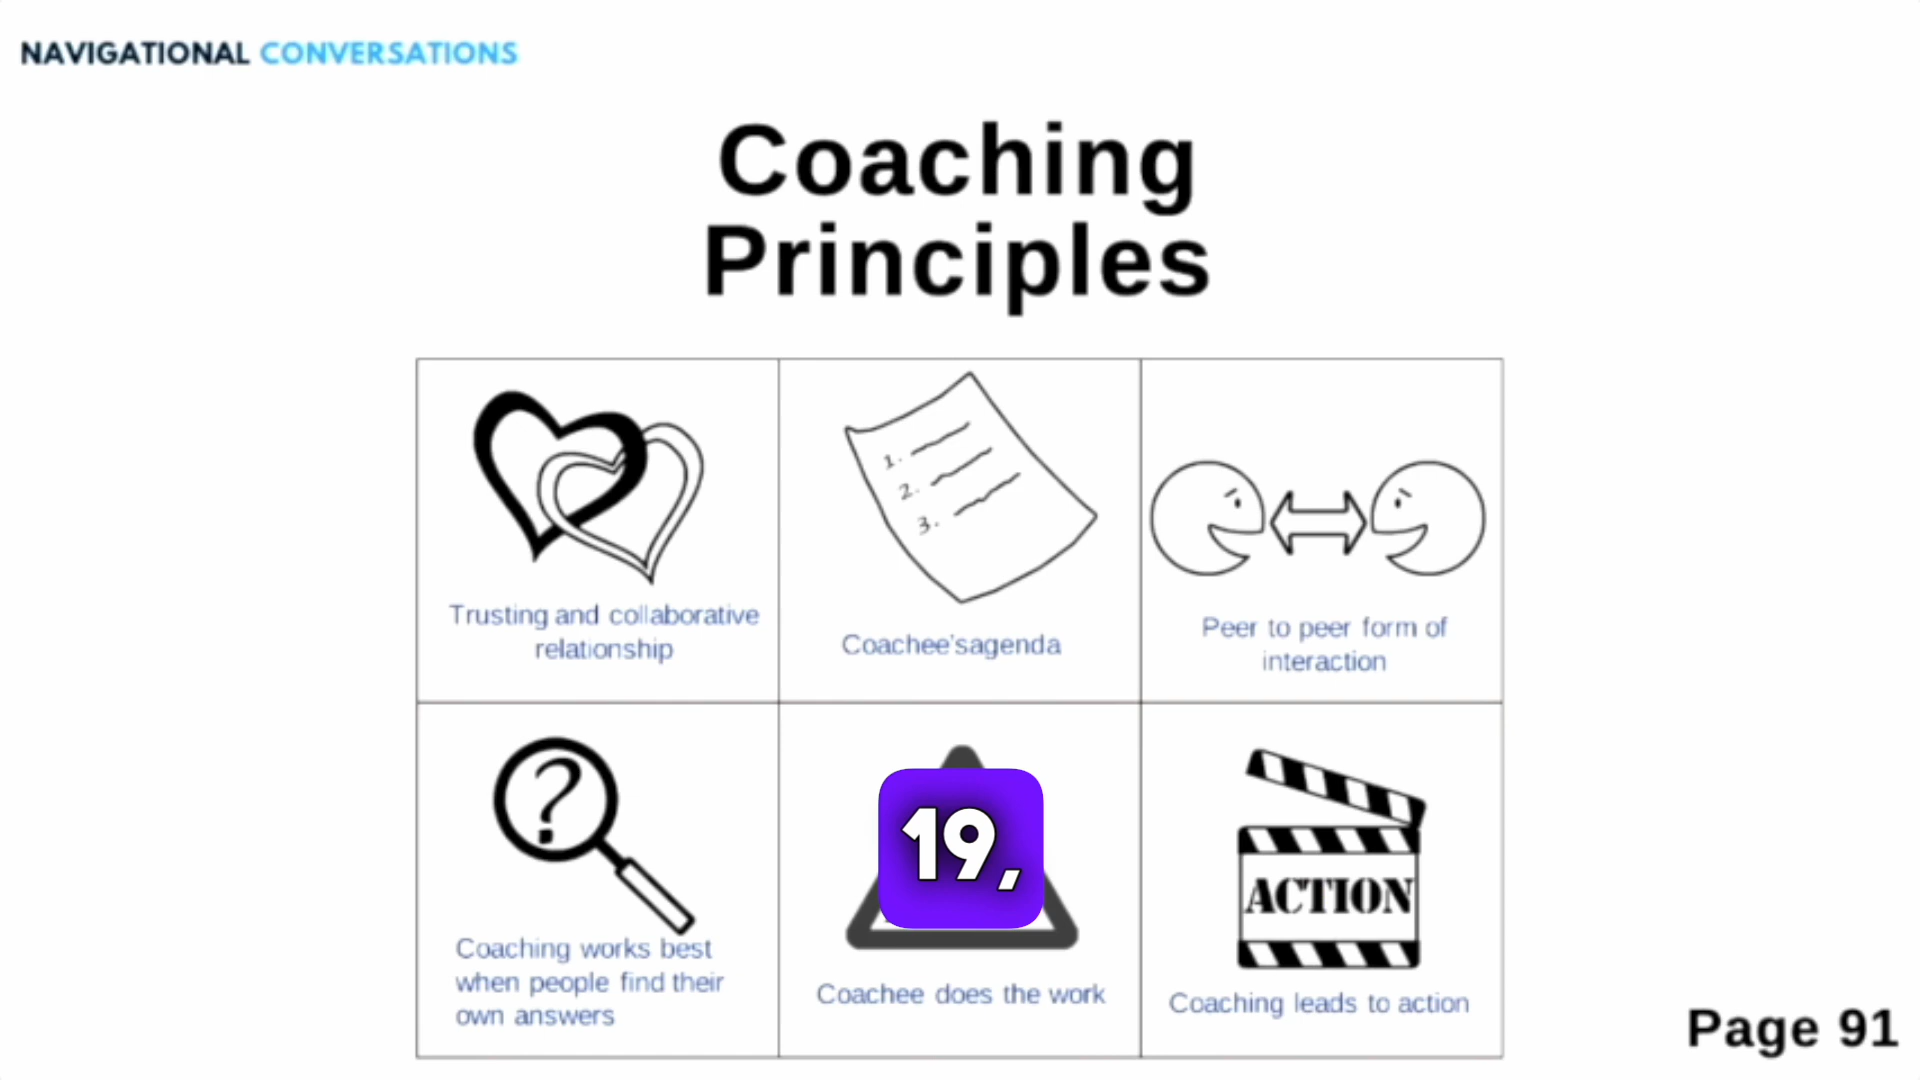 NAVIGATIONAL CONVERSATIONS
Coaching
Principles
1.
2.
3.
Trusting and collaborative
relationship
Coachee'sagenda
Peer to peer form of
interaction
?
19,
ACTION
Coaching works best
when people find their
own answers
Coachee does the work
Coaching leads to action
Page 91